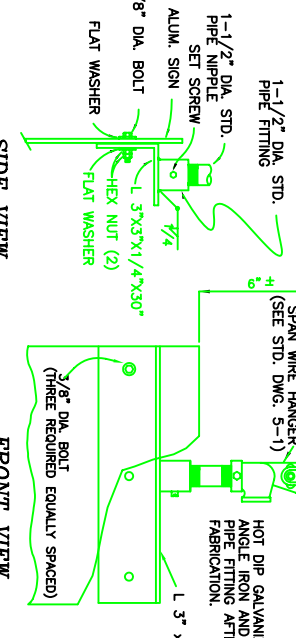 1-1/2" DIA. STD.
PIPE FITTING
1-1/2" DIA. STD.
PIPE NIPPLE
SET SCREW
ALUM. SIGN
/8" DIA. BOLT
FLAT WASHER
L 3"X3"X1/4"X30"
HEX NUT (2)
FLAT WASHER
SIDE VIEW
6" ±
SPAN WIRE HANGER
(SEE STD. DWG. 5-1)
HOT DIP GALVANI
ANGLE IRON AND
PIPE FITTING AFT
FABRICATION.
L 3"
3/8" DIA. BOLT
(THREE REQUIRED EQUALLY SPACED)
FRONT VIEW